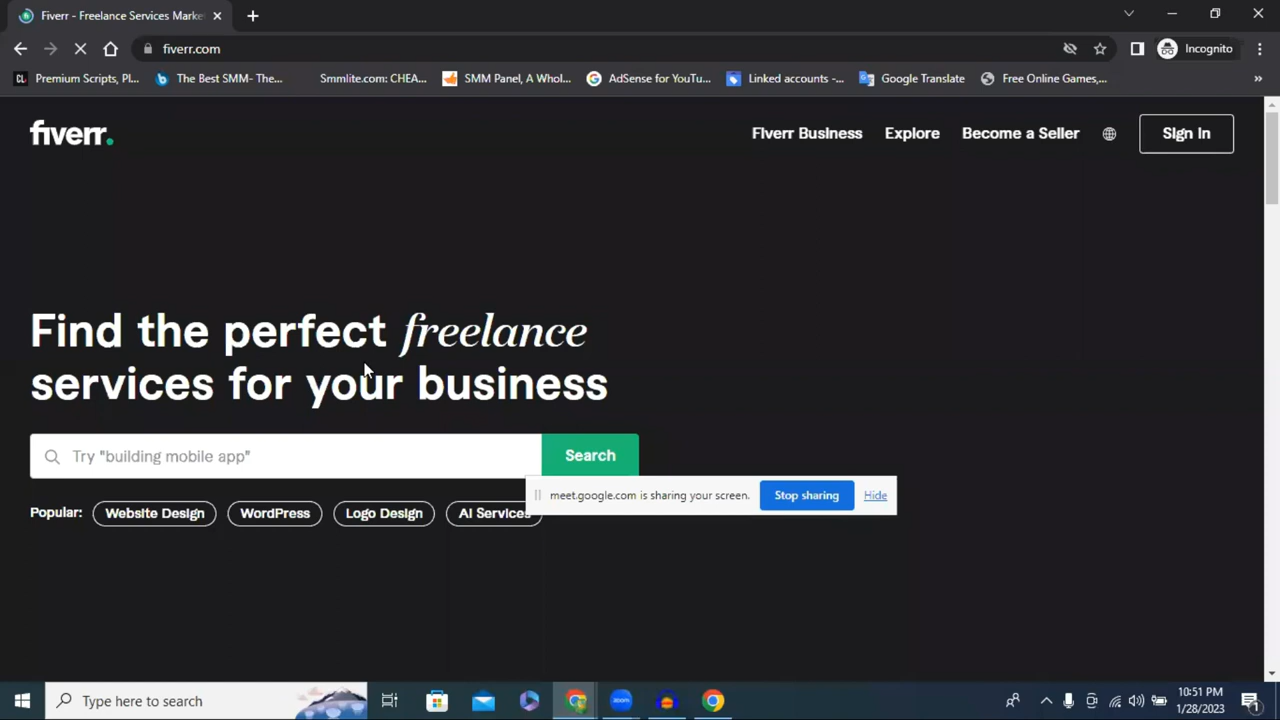 Fiverr - Freelance Services Marke
fiverr.com
Incognito
Premium Scripts, Pl...
The Best SMM- The...
Smmlite.com: CHEA...
SMM Panel, A Whol...
AdSense for YouTu...
Linked accounts -...
Google Translate
Free Online Games,...
»
fiverr.
Fiverr Business
Explore
Become a Seller
Sign in
Find the perfect freelance
services for your business
Try "building mobile app"
Search
meet.google.com is sharing your screen.
Stop sharing
Hide
Popular:
Website Design
WordPress
Logo Design
AI Services
Type here to search
zoom
10:51 PM
1/28/2023